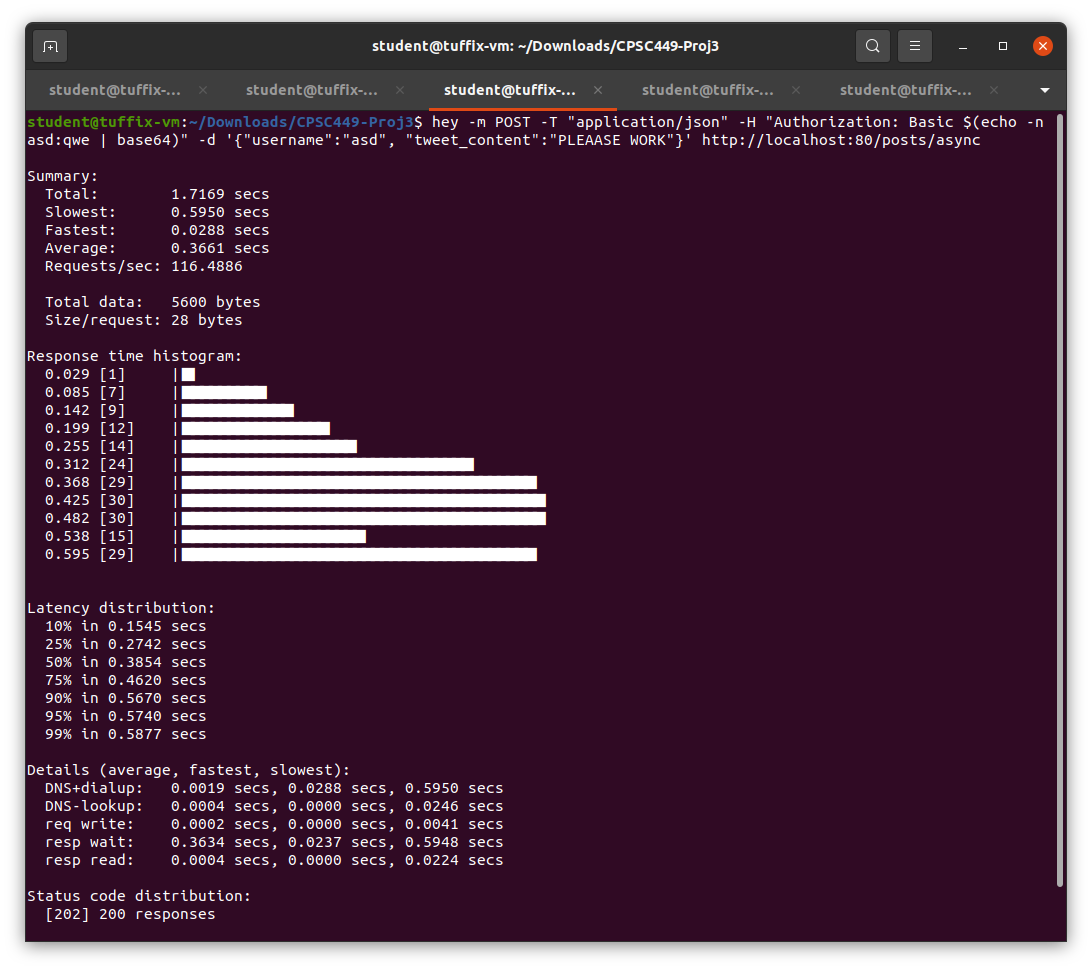 student@tuffix-vm: ~/Downloads/CPSC449-Proj3
student@tuffix-... student@tuffix-... student@tuffix-... student@tuffix-... student@tuffix-...
student@tuffix-vm:~/Downloads/CPSC449-Proj3$ hey -m POST -T "application/json" -H "Authorization: Basic $(echo -n
asd:qwe | base64)" -d '{"username":"asd", "tweet_content":"PLEAASE WORK"}' http://localhost:80/posts/async
Summary:
Total: 1.7169 secs
Slowest: 0.5950 secs
Fastest: 0.0288 secs
Average: 0.3661 secs
Requests/sec: 116.4886
Total data: 5600 bytes
Size/request: 28 bytes
Response time histogram:
0.029 [1] |
0.085 [7] |
0.142 [9] |
0.199 [12] |
0.255 [14] |
0.312 [24] |
0.368 [29] |
0.425 [30] |
0.482 [30] |
0.538 [15] |
0.595 [29] |
Latency distribution:
10% in 0.1545 secs
25% in 0.2742 secs
50% in 0.3854 secs
75% in 0.4620 secs
90% in 0.5670 secs
95% in 0.5740 secs
99% in 0.5877 secs
Details (average, fastest, slowest):
DNS+dialup: 0.0019 secs, 0.0288 secs, 0.5950 secs
DNS-lookup: 0.0004 secs, 0.0000 secs, 0.0246 secs
req write: 0.0002 secs, 0.0000 secs, 0.0041 secs
resp wait: 0.3634 secs, 0.0237 secs, 0.5948 secs
resp read: 0.0004 secs, 0.0000 secs, 0.0224 secs
Status code distribution:
[202] 200 responses